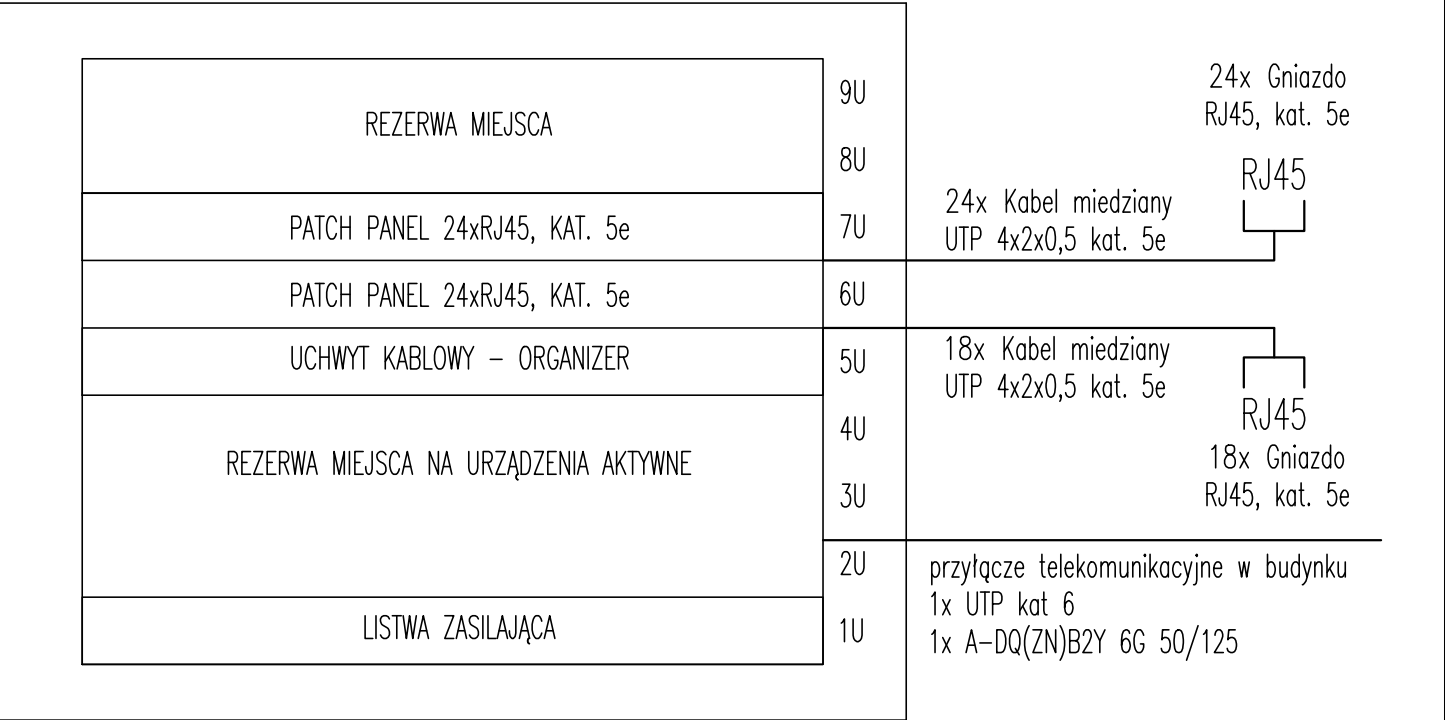 REZERWA MIEJSCA
PATCH PANEL 24xRJ45, KAT. 5e
PATCH PANEL 24xRJ45, KAT. 5e
UCHWYT KABLOWY – ORGANIZER
REZERWA MIEJSCA NA URZĄDZENIA AKTYWNE
LISTWA ZASILAJĄCA
9U
8U
7U
6U
5U
4U
3U
2U
1U
24x Gniazdo
RJ45, kat. 5e
RJ45
24x Kabel miedziany
UTP 4x2x0,5 kat. 5e
18x Kabel miedziany
UTP 4x2x0,5 kat. 5e
RJ45
18x Gniazdo
RJ45, kat. 5e
przyłącze telekomunikacyjne w budynku
1x UTP kat 6
1x A–DQ(ZN)B2Y 6G 50/125